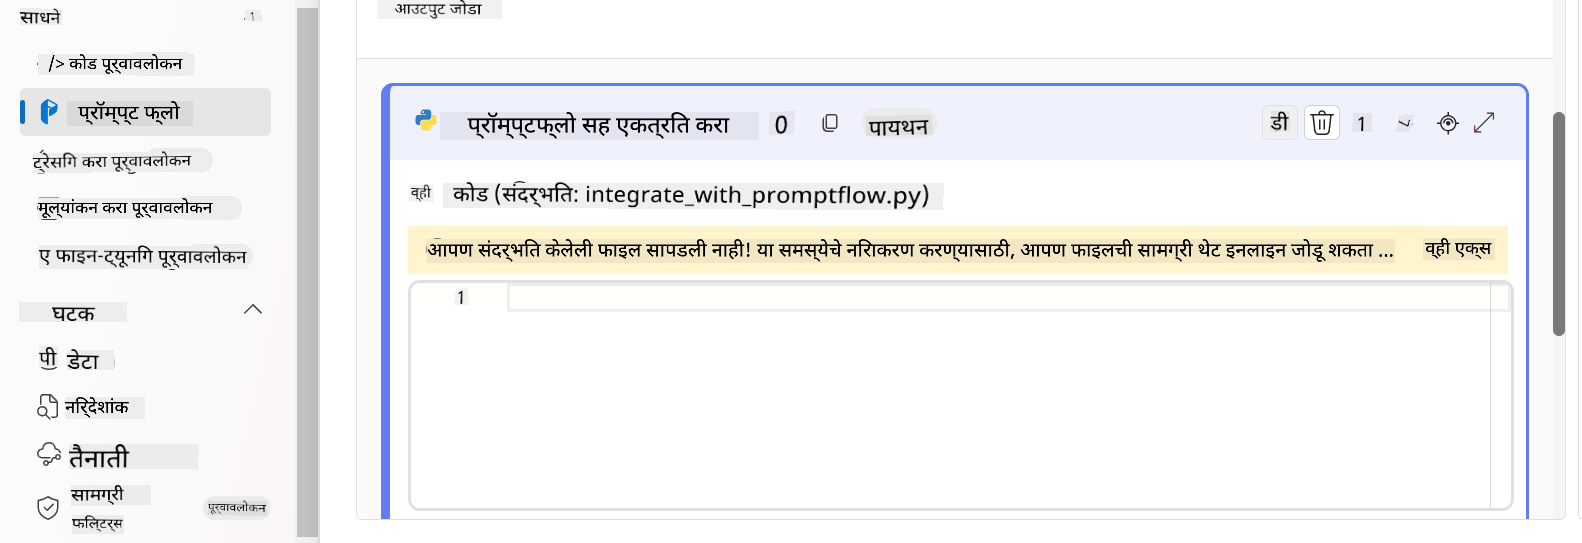 साधने
1
/> कोड पूर्वावलोकन
प्रॉम्प्ट फ्लो
ट्रेसिंग करा पूर्वावलोकन
मूल्यांकन करा पूर्वावलोकन
ए फाइन-ट्यूनिंग पूर्वावलोकन
घटक
पी डेटा
निर्देशांक
तैनाती
सामग्री
फिल्टर्स
पूर्वावलोकन
आउटपुट जोडा
प्रॉम्प्टफ्लो सह एकत्रित करा 0 पायथन डी 1
व्ही कोड (संदर्भित: integrate_with_promptflow.py)
आपण संदर्भित केलेली फाइल सापडली नाही! या समस्येचे निराकरण करण्यासाठी, आपण फाइलची सामग्री थेट इनलाइन जोडू शकता ... व्ही एक्स
1